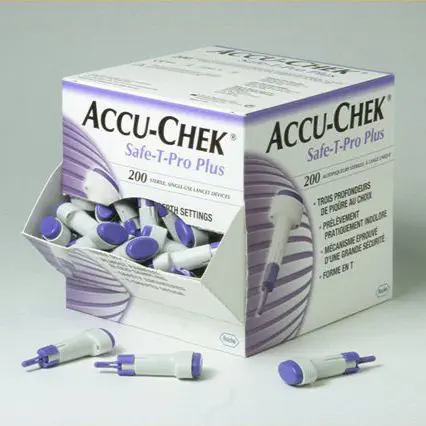 ACCU-CHEK®
Safe-T-Pro Plus
200 STERILE, SINGLE-USE LANCET DEVICES
DEPTH SETTINGS
ACCU-CHEK®
Safe-T-Pro Plus
200 AUTOPIQUEURS STÉRILES, À USAGE UNIQUE
• TROIS PROFONDEURS
DE PIQÛRE AU CHOIX
• PRÉLÈVEMENT
PRATIQUEMENT INDOLORE
• MÉCANISME ÉPROUVÉ
D'UNE GRANDE SÉCURITÉ
• FORME EN T
Roche
Roche